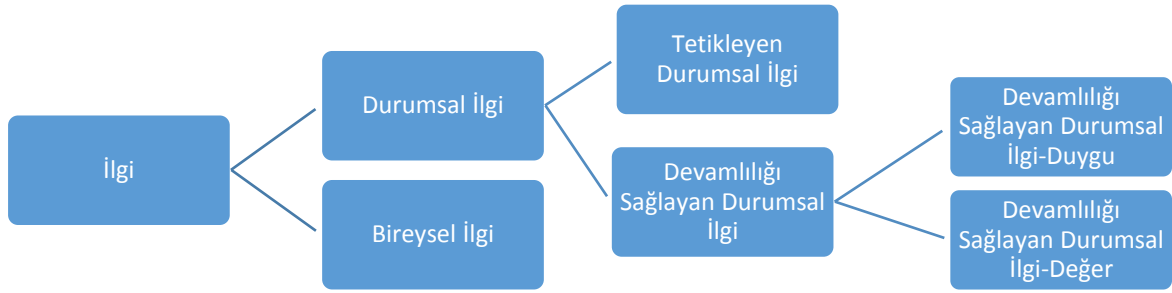 İlgi
Durumsal İlgi
Bireysel İlgi
Tetikleyen
Durumsal İlgi
Devamlılığı
Sağlayan Durumsal
İlgi
Devamlılığı
Sağlayan Durumsal
İlgi-Duygu
Devamlılığı
Sağlayan Durumsal
İlgi-Değer